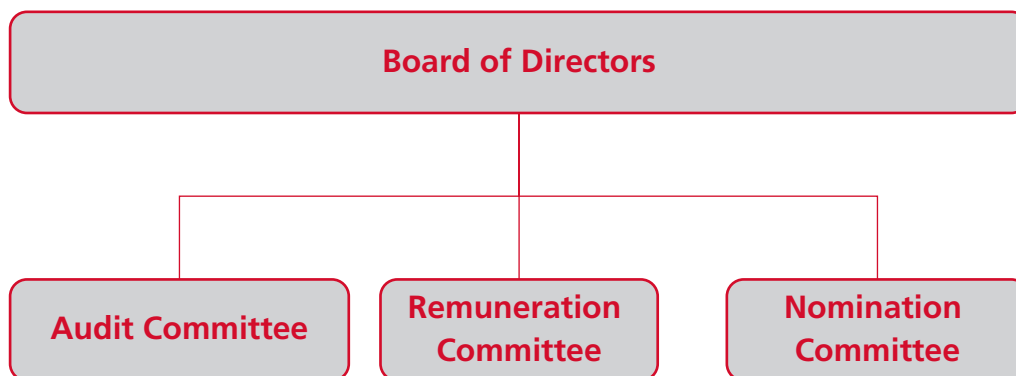 Board of Directors
Audit Committee
Remuneration
Committee
Nomination
Committee